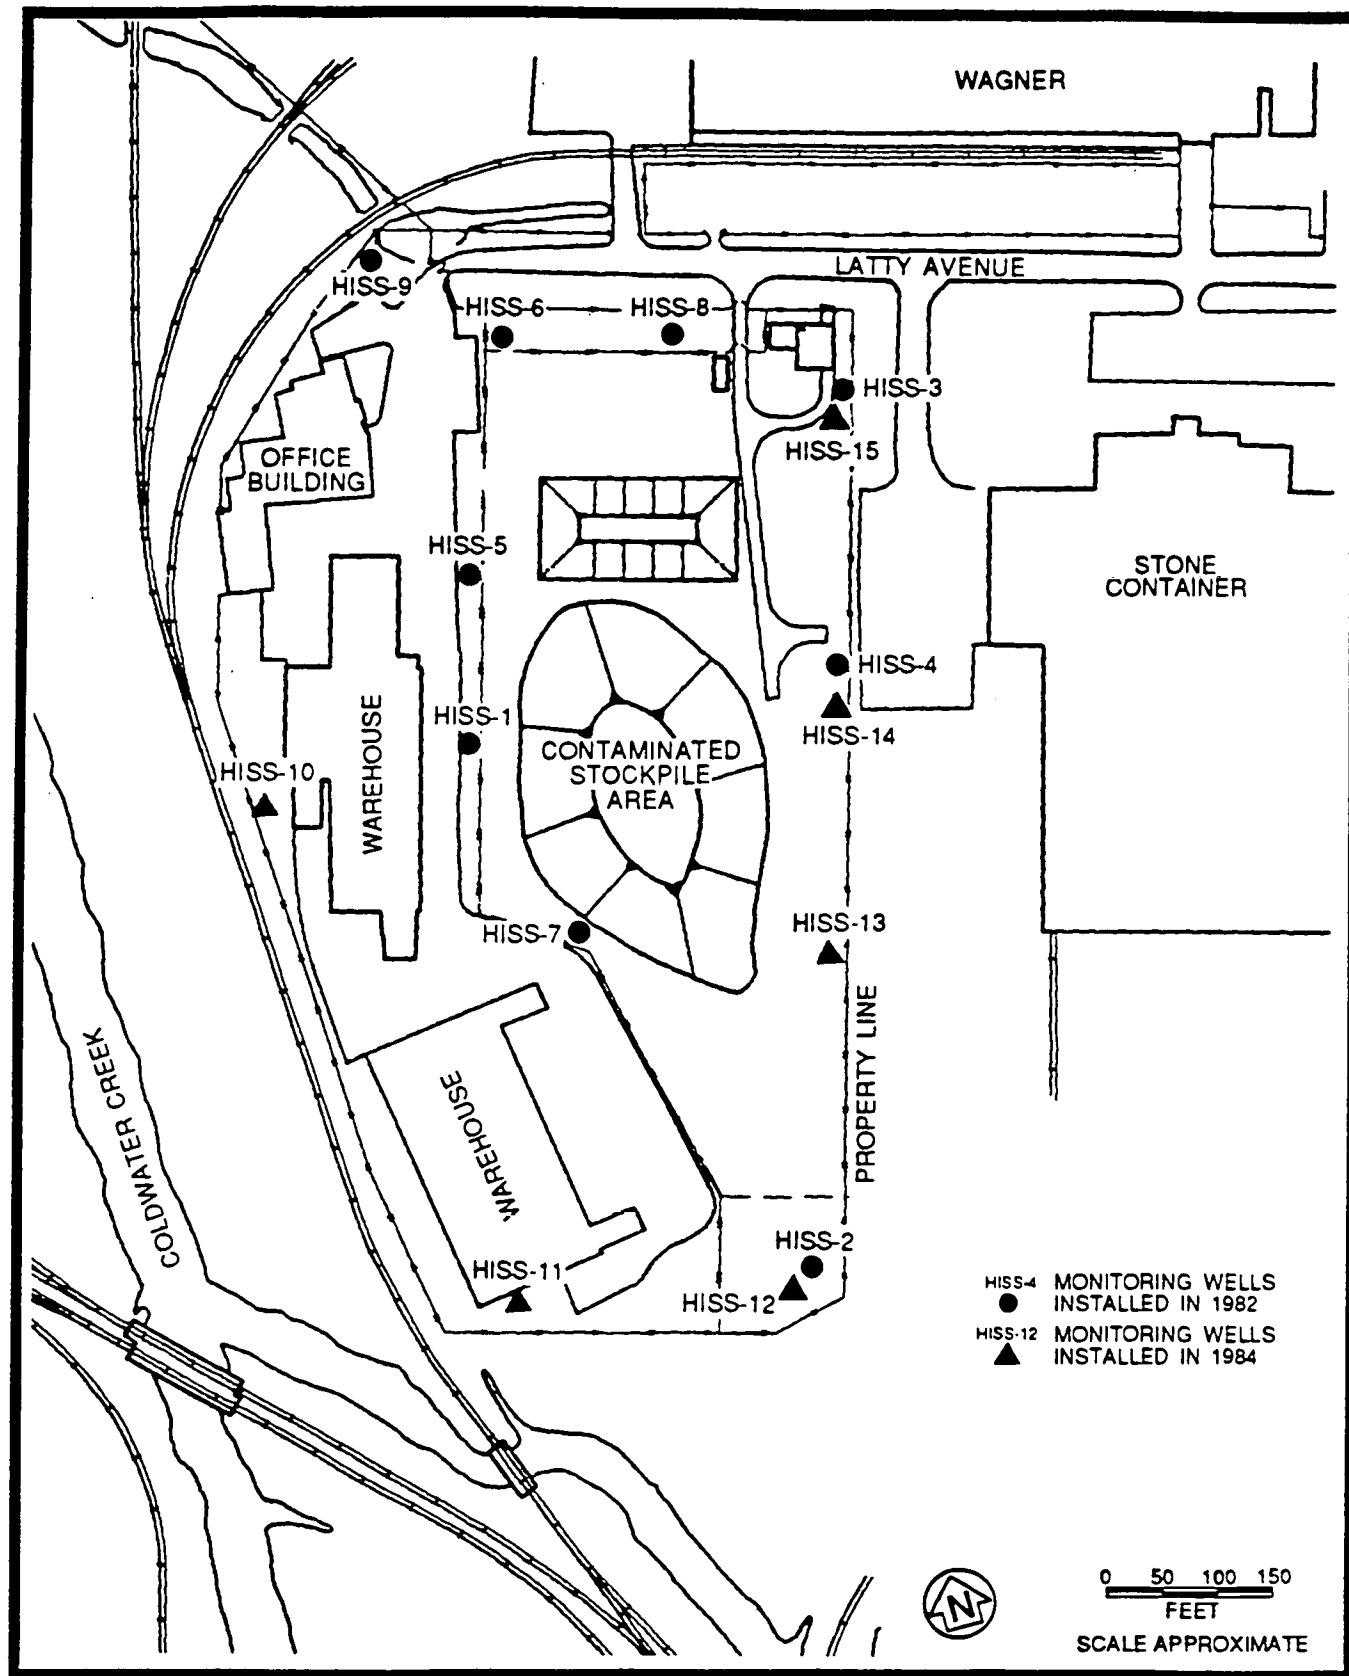 WAGNER
LATTY AVENUE
HISS-9
HISS-6
HISS-8
HISS-3
HISS-15
OFFICE
BUILDING
HISS-5
STONE
CONTAINER
HISS-4
HISS-1
HISS-14
WAREHOUSE
CONTAMINATED
STOCKPILE
AREA
HISS-10
HISS-7
HISS-13
PROPERTY LINE
COLDWATER CREEK
WAREHOUSE
HISS-2
HISS-11
HISS-12
HISS-4 MONITORING WELLS
INSTALLED IN 1982
HISS-12 MONITORING WELLS
INSTALLED IN 1984
N
0 50 100 150
FEET
SCALE APPROXIMATE